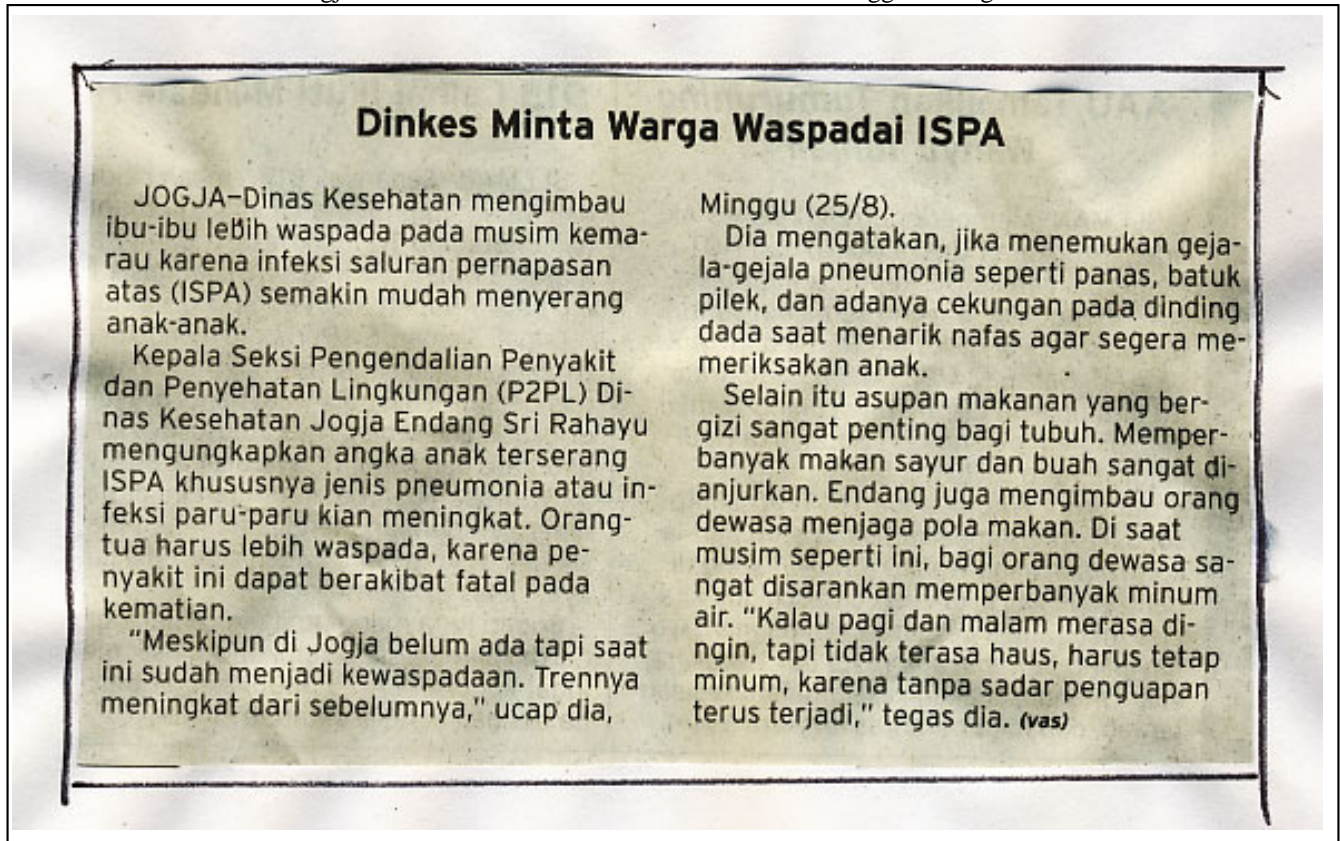 Dinkes Minta Warga Waspadai ISPA
JOGJA–Dinas Kesehatan mengimbau
ibu-ibu lebih waspada pada musim kema-
rau karena infeksi saluran pernapasan
atas (ISPA) semakin mudah menyerang
anak-anak.
Kepala Seksi Pengendalian Penyakit
dan Penyehatan Lingkungan (P2PL) Di-
nas Kesehatan Jogja Endang Sri Rahayu
mengungkapkan angka anak terserang
ISPA khususnya jenis pneumonia atau in-
feksi paru-paru kian meningkat. Orang-
tua harus lebih waspada, karena pe-
nyakit ini dapat berakibat fatal pada
kematian.
"Meskipun di Jogja belum ada tapi saat
ini sudah menjadi kewaspadaan. Trennya
meningkat dari sebelumnya," ucap dia,
Minggu (25/8).
Dia mengatakan, jika menemukan geja-
la-gejala pneumonia seperti panas, batuk
pilek, dan adanya cekungan pada dinding
dada saat menarik nafas agar segera me-
meriksakan anak.
Selain itu asupan makanan yang ber-
gizi sangat penting bagi tubuh. Memper-
banyak makan sayur dan buah sangat di-
anjurkan. Endang juga mengimbau orang
dewasa menjaga pola makan. Di saat
musim seperti ini, bagi orang dewasa sa-
ngat disarankan memperbanyak minum
air. "Kalau pagi dan malam merasa di-
ngin, tapi tidak terasa haus, harus tetap
minum, karena tanpa sadar penguapan
terus terjadi," tegas dia. (vas)